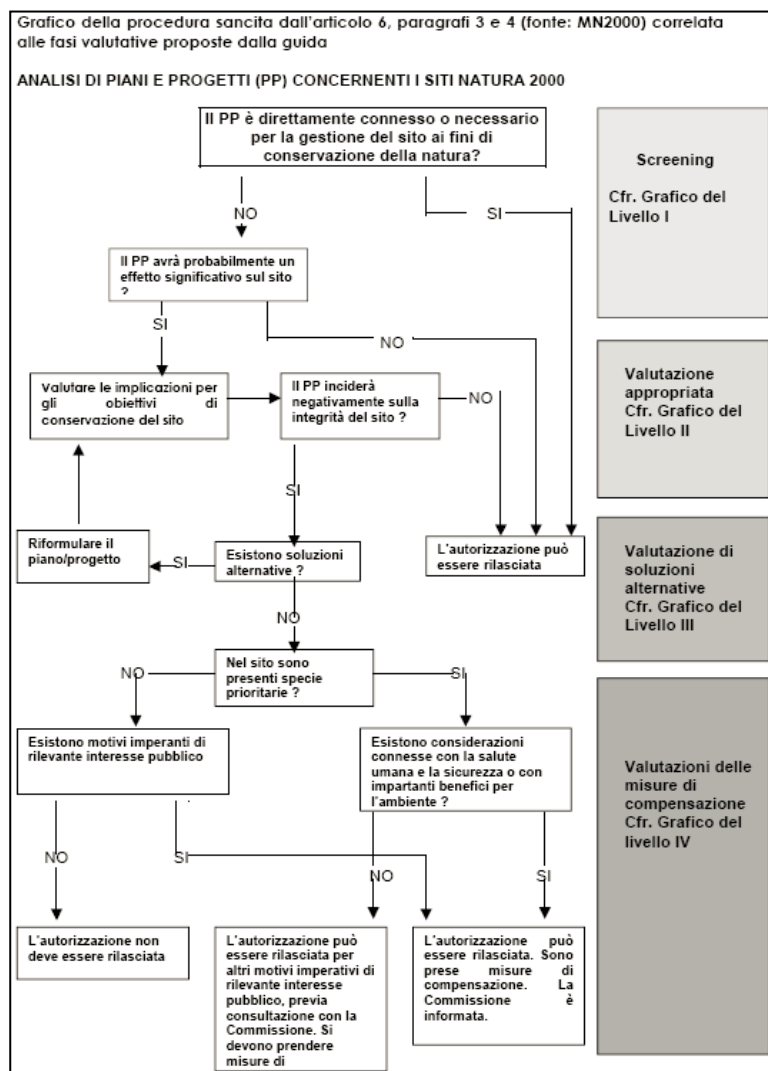 Grafico della procedura sancita dall'articolo 6, paragrafi 3 e 4 (fonte: MN2000) correlata
alle fasi valutative proposte dalla guida
ANALISI DI PIANI E PROGETTI (PP) CONCERNENTI I SITI NATURA 2000
Il PP è direttamente connesso o necessario
per la gestione del sito ai fini di
conservazione della natura?
Screening
Cfr. Grafico del
Livello I
NO
SI
Il PP avrà probabilmente un
effetto significativo sul sito
?
SI
NO
Valutare le implicazioni per
gli obiettivi di
conservazione del sito
Il PP inciderà
negativamente sulla
integrità del sito ?
NO
Valutazione
appropriata
Cfr. Grafico del
Livello II
SI
Riformulare il
piano/progetto
SI
Esistono soluzioni
alternative ?
L'autorizzazione può
essere rilasciata
Valutazione di
soluzioni
alternative
Cfr. Grafico del
Livello III
NO
Nel sito sono
presenti specie
prioritarie ?
NO
SI
Esistono motivi imperanti di
rilevante interesse pubblico
Esistono considerazioni
connesse con la salute
umana e la sicurezza o con
impartanti benefici per
l'ambiente ?
Valutazioni delle
misure di
compensazione
Cfr. Grafico del
livello IV
NO
SI
NO
SI
L'autorizzazione non
deve essere rilasciata
L'autorizzazione può
essere rilasciata per
altri motivi imperativi di
rilevante interesse
pubblico, previa
consultazione con la
Commissione. Si
devono prendere
misure di
L'autorizzazione può
essere rilasciata. Sono
prese misure di
compensazione. La
Commissione è
informata.